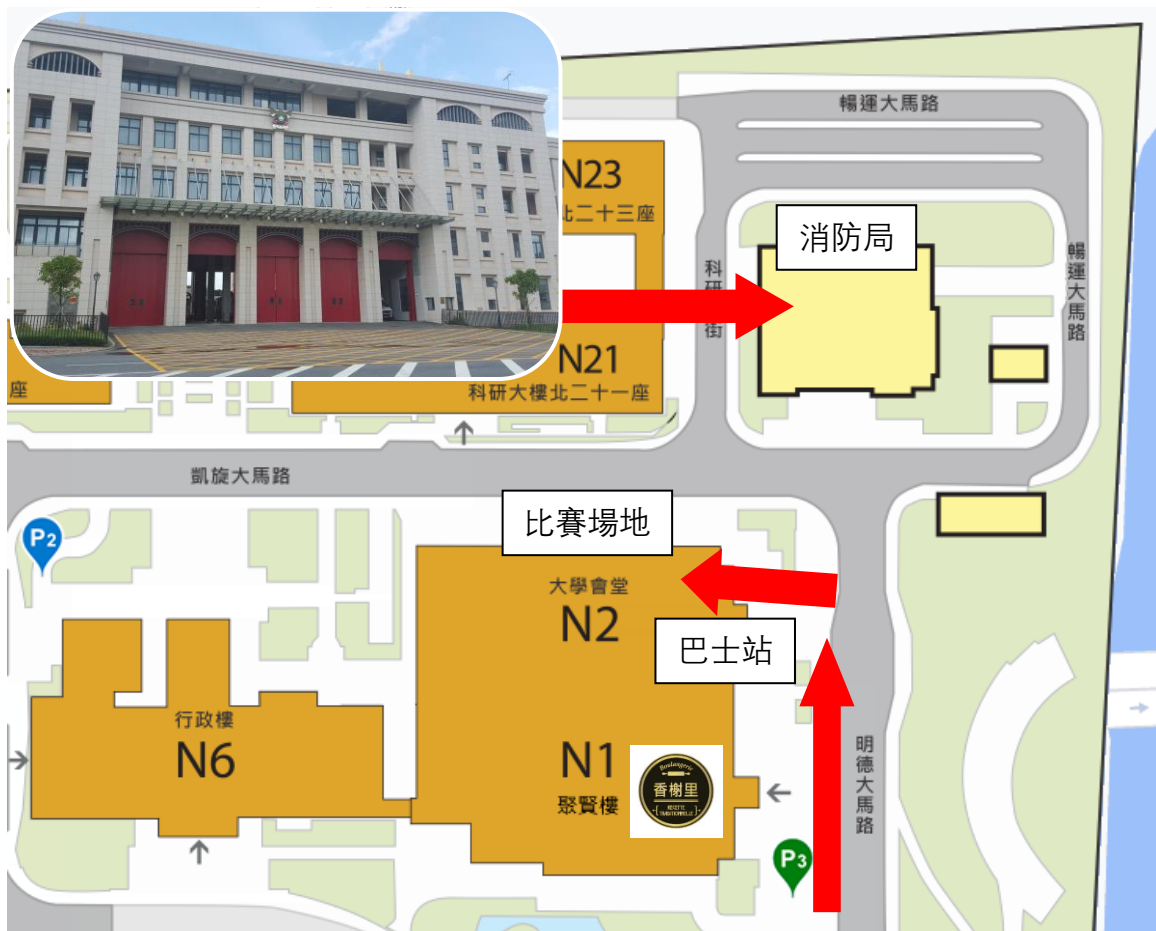 暢運大馬路
N23
北二十三座
消防局
科研
街
暢運大馬路
N21
科研大樓北二十一座
座
凱旋大馬路
比賽場地
P2
大學會堂
N2
巴士站
行政樓
N6
N1
聚賢樓
Boulangerie
香榭里
RECETTE
TRADITIONNELLE
明德大馬路
P3